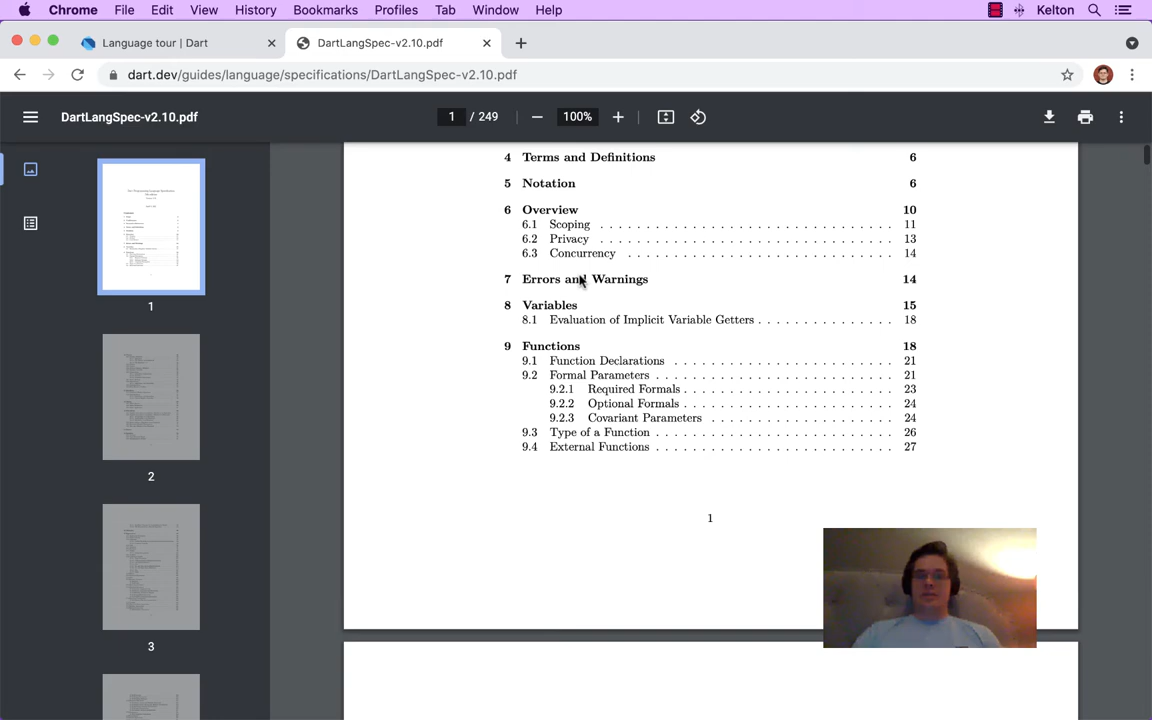 Chrome File Edit View History Bookmarks Profiles Tab Window Help Kelton
Language tour | Dart DartLangSpec-v2.10.pdf
dart.dev/guides/language/specifications/DartLangSpec-v2.10.pdf
DartLangSpec-v2.10.pdf 1 / 249 100%
1
2
3
4 Terms and Definitions 6
5 Notation 6
6 Overview 10
6.1 Scoping . . . . . . . . . . . . . . . . . . . . . . . . . . . 11
6.2 Privacy . . . . . . . . . . . . . . . . . . . . . . . . . . . 13
6.3 Concurrency . . . . . . . . . . . . . . . . . . . . . . . . . 14
7 Errors and Warnings 14
8 Variables 15
8.1 Evaluation of Implicit Variable Getters . . . . . . . . . . . . . 18
9 Functions 18
9.1 Function Declarations . . . . . . . . . . . . . . . . . . . . . 21
9.2 Formal Parameters . . . . . . . . . . . . . . . . . . . . . . . 21
9.2.1 Required Formals . . . . . . . . . . . . . . . . . . . . 23
9.2.2 Optional Formals . . . . . . . . . . . . . . . . . . . . 24
9.2.3 Covariant Parameters . . . . . . . . . . . . . . . . . . 24
9.3 Type of a Function . . . . . . . . . . . . . . . . . . . . . . . 26
9.4 External Functions . . . . . . . . . . . . . . . . . . . . . . . 27
1